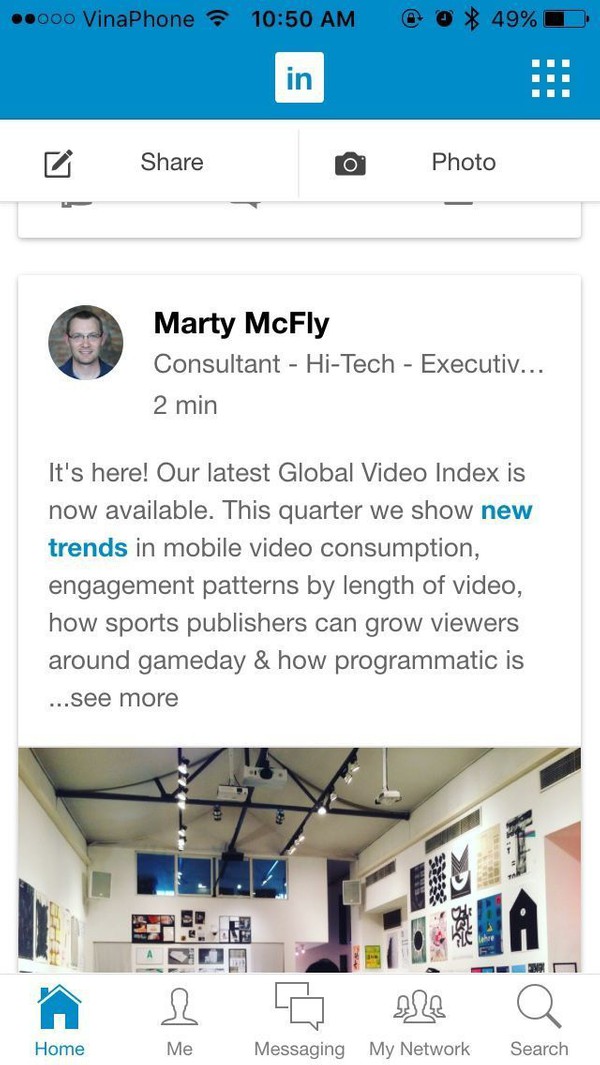 VinaPhone 10:50 AM 49%
in
Share Photo
Marty McFly
Consultant - Hi-Tech - Executiv...
2 min
It's here! Our latest Global Video Index is
now available. This quarter we show new
trends in mobile video consumption,
engagement patterns by length of video,
how sports publishers can grow viewers
around gameday & how programmatic is
...see more
lehre
A
Home Me Messaging My Network Search